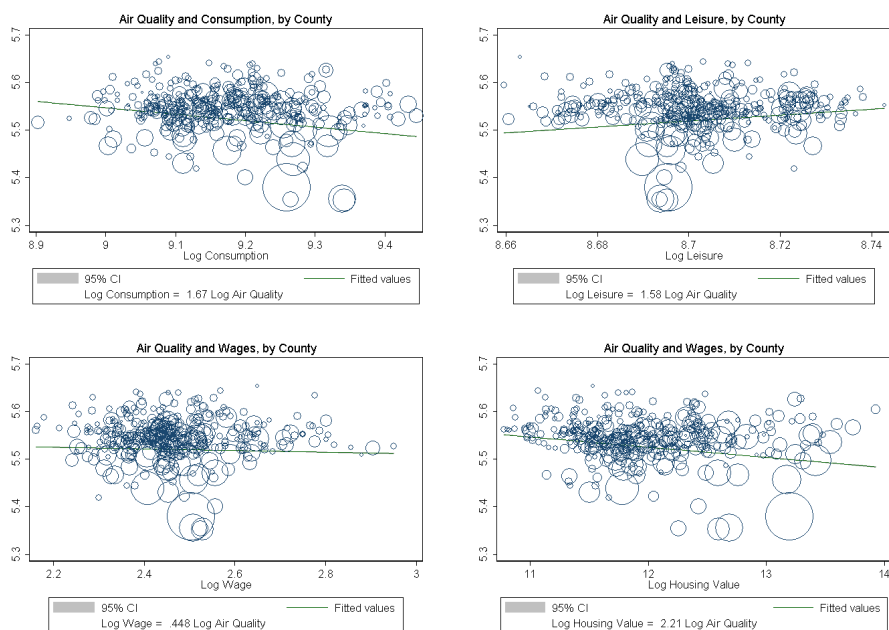 Air Quality and Consumption, by County
5.7
5.6
5.5
5.4
5.3
8.9 9 9.1 9.2 9.3 9.4
Log Consumption
95% CI Fitted values
Log Consumption = 1.67 Log Air Quality
Air Quality and Leisure, by County
5.7
5.6
5.5
5.4
5.3
8.66 8.68 8.7 8.72 8.74
Log Leisure
95% CI Fitted values
Log Leisure = 1.58 Log Air Quality
Air Quality and Wages, by County
5.7
5.6
5.5
5.4
5.3
2.2 2.4 2.6 2.8 3
Log Wage
95% CI Fitted values
Log Wage = .448 Log Air Quality
Air Quality and Wages, by County
5.7
5.6
5.5
5.4
5.3
11 12 13 14
Log Housing Value
95% CI Fitted values
Log Housing Value = 2.21 Log Air Quality